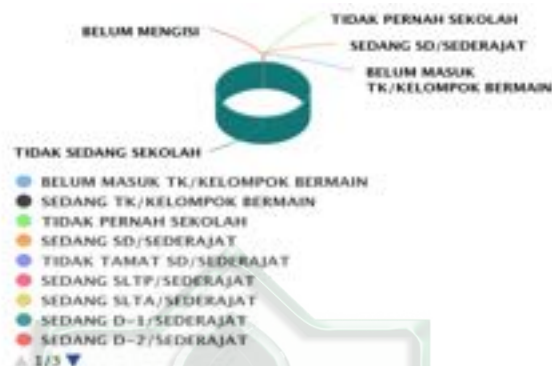 TIDAK PERNAH SEKOLAH
BELUM MENGISI
SEDANG SD/SEDERAJAT
BELUM MASUK
TK/KELOMPOK BERMAIN
TIDAK SEDANG SEKOLAH
BELUM MASUK TK/KELOMPOK BERMAIN
SEDANG TK/KELOMPOK BERMAIN
TIDAK PERNAH SEKOLAH
SEDANG SD/SEDERAJAT
TIDAK TAMAT SD/SEDERAJAT
SEDANG SLTP/SEDERAJAT
SEDANG SLTA/SEDERAJAT
SEDANG D-1/SEDERAJAT
SEDANG D-2/SEDERAJAT
1/3